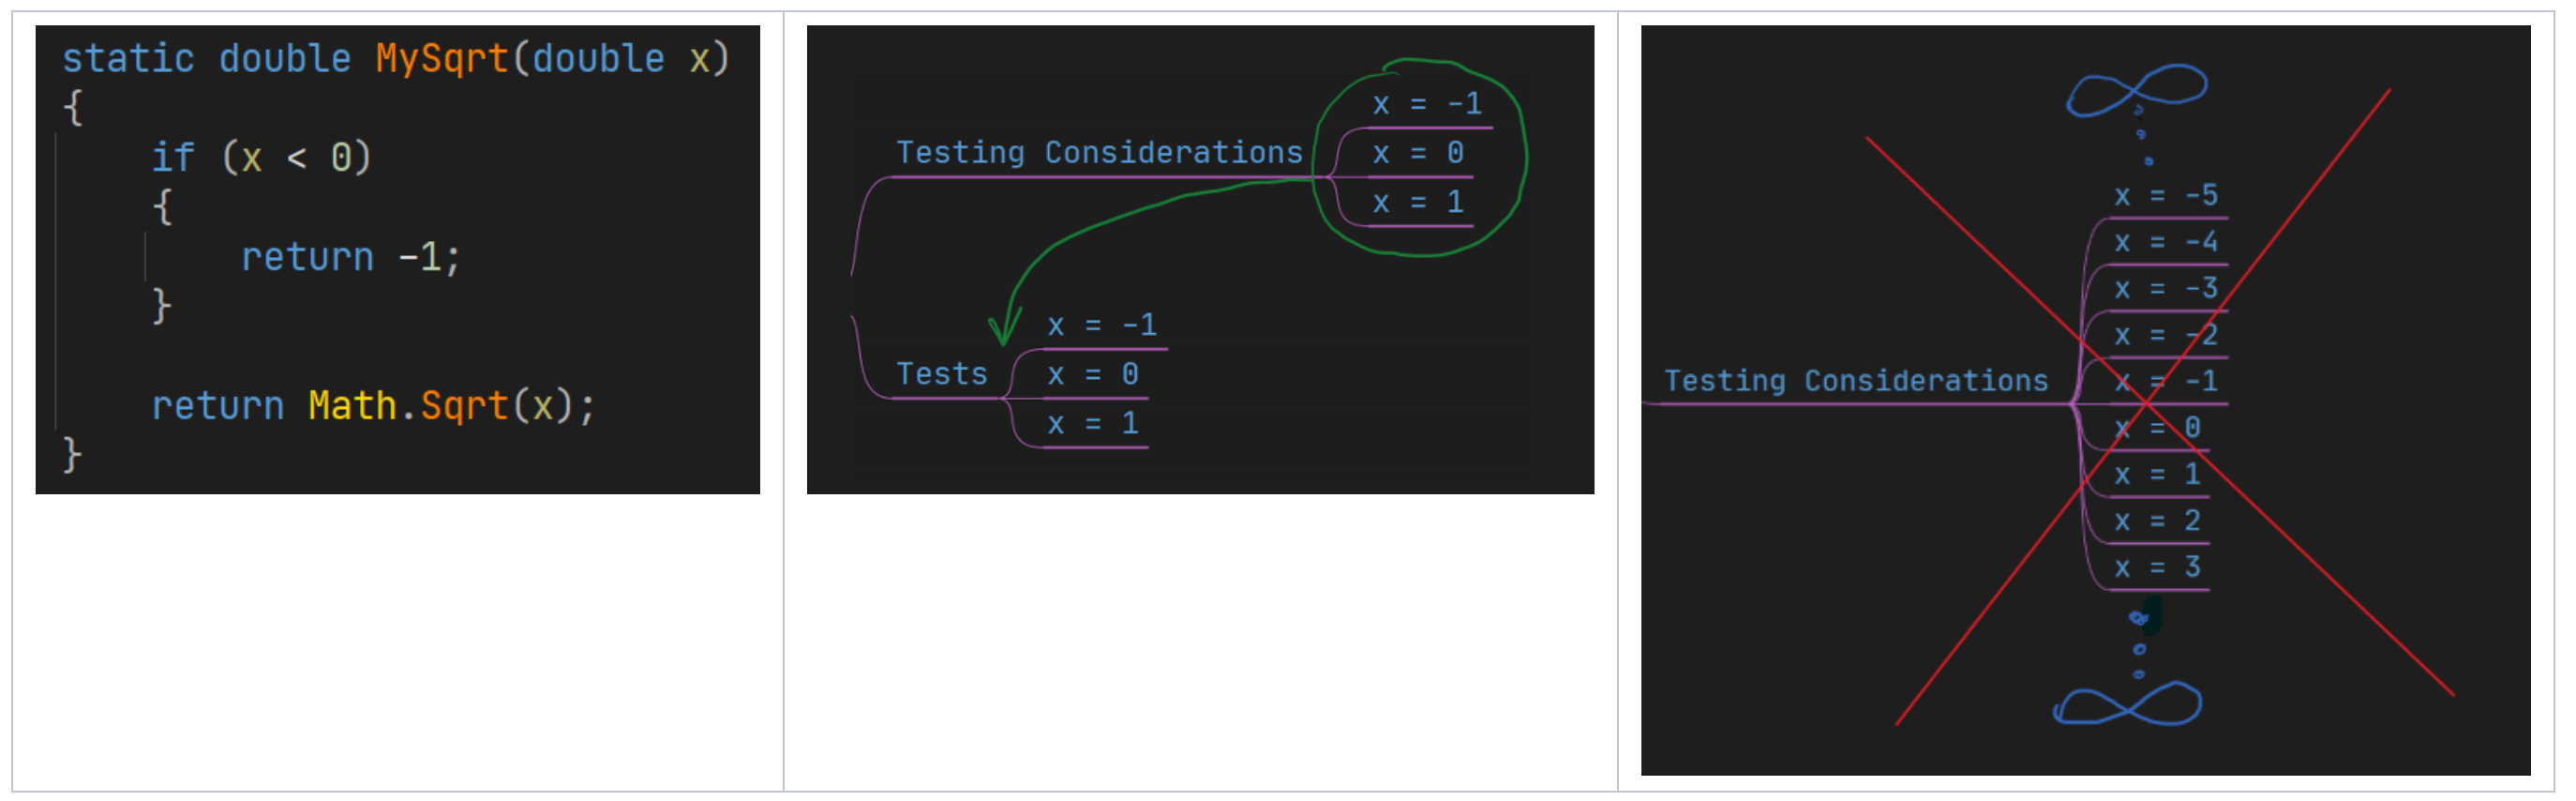 static double MySqrt(double x)
{
if (x < 0)
{
return -1;
}
return Math.Sqrt(x);
}
Testing Considerations
x = -1
x = 0
x = 1
Tests
x = -1
x = 0
x = 1
∞
Testing Considerations
x = -5
x = -4
x = -3
x = -2
x = -1
x = 0
x = 1
x = 2
x = 3
∞